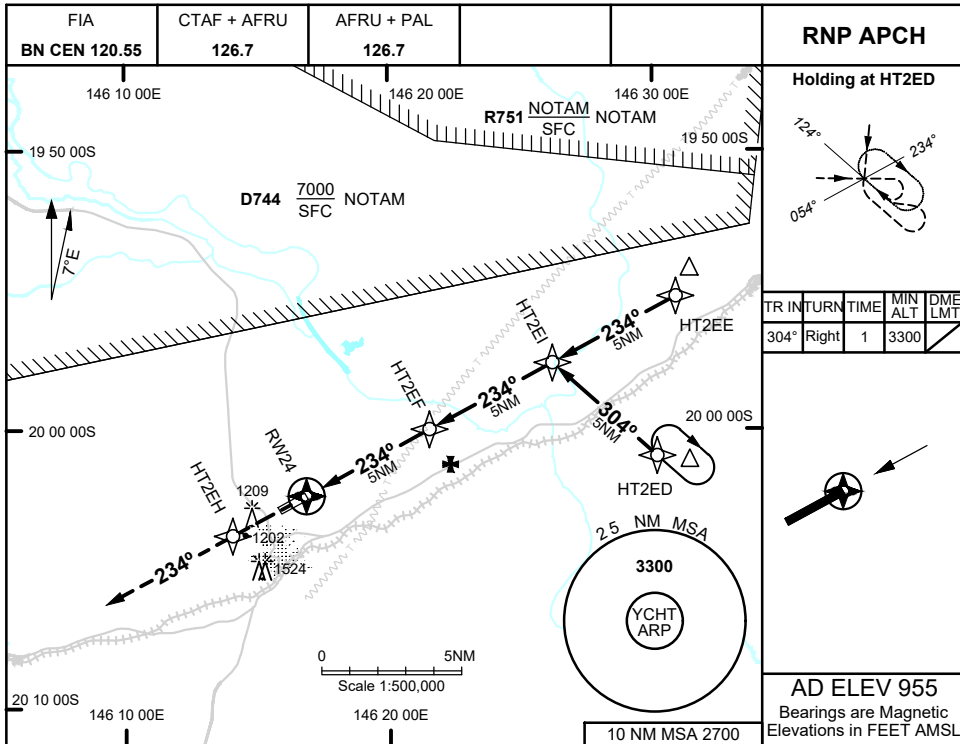 FIA
BN CEN 120.55
CTAF + AFRU
126.7
AFRU + PAL
126.7
RNP APCH
146 10 00E
146 20 00E
146 30 00E
R751 NOTAM
SFC
NOTAM
19 50 00S
19 50 00S
D744 7000
SFC
NOTAM
7°E
HT2EE
HT2EI
234°
5NM
234°
5NM
HT2EF
304°
5NM
20 00 00S
20 00 00S
HT2ED
234°
5NM
RW24
HT2EH
1209
1202
1524
234°
25 NM MSA
3300
YCHT
ARP
0
5NM
Scale 1:500,000
20 10 00S
146 10 00E
146 20 00E
10 NM MSA 2700
Holding at HT2ED
124°
234°
054°
TR IN
TURN
TIME
MIN
ALT
DME
LMT
304°
Right
1
3300
AD ELEV 955
Bearings are Magnetic
Elevations in FEET AMSL